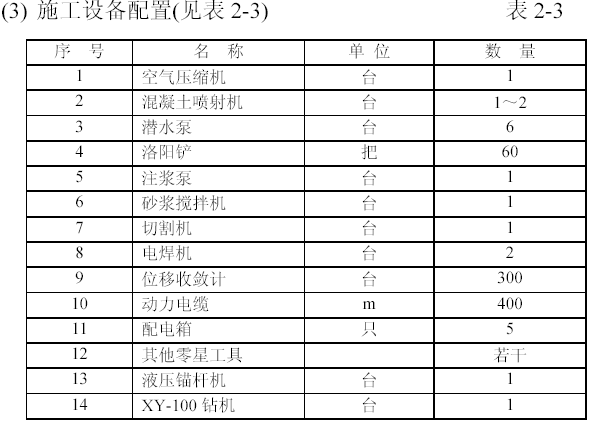 (3) 施工设备配置(见表 2-3) 表 2-3
序 号 名 称 单 位 数 量
1 空气压缩机 台 1
2 混凝土喷射机 台 1～2
3 潜水泵 台 6
4 洛阳铲 把 60
5 注浆泵 台 1
6 砂浆搅拌机 台 1
7 切割机 台 1
8 电焊机 台 2
9 位移收敛计 台 300
10 动力电缆 m 400
11 配电箱 只 5
12 其他零星工具 若干
13 液压锚杆机 台 1
14 XY-100 钻机 台 1